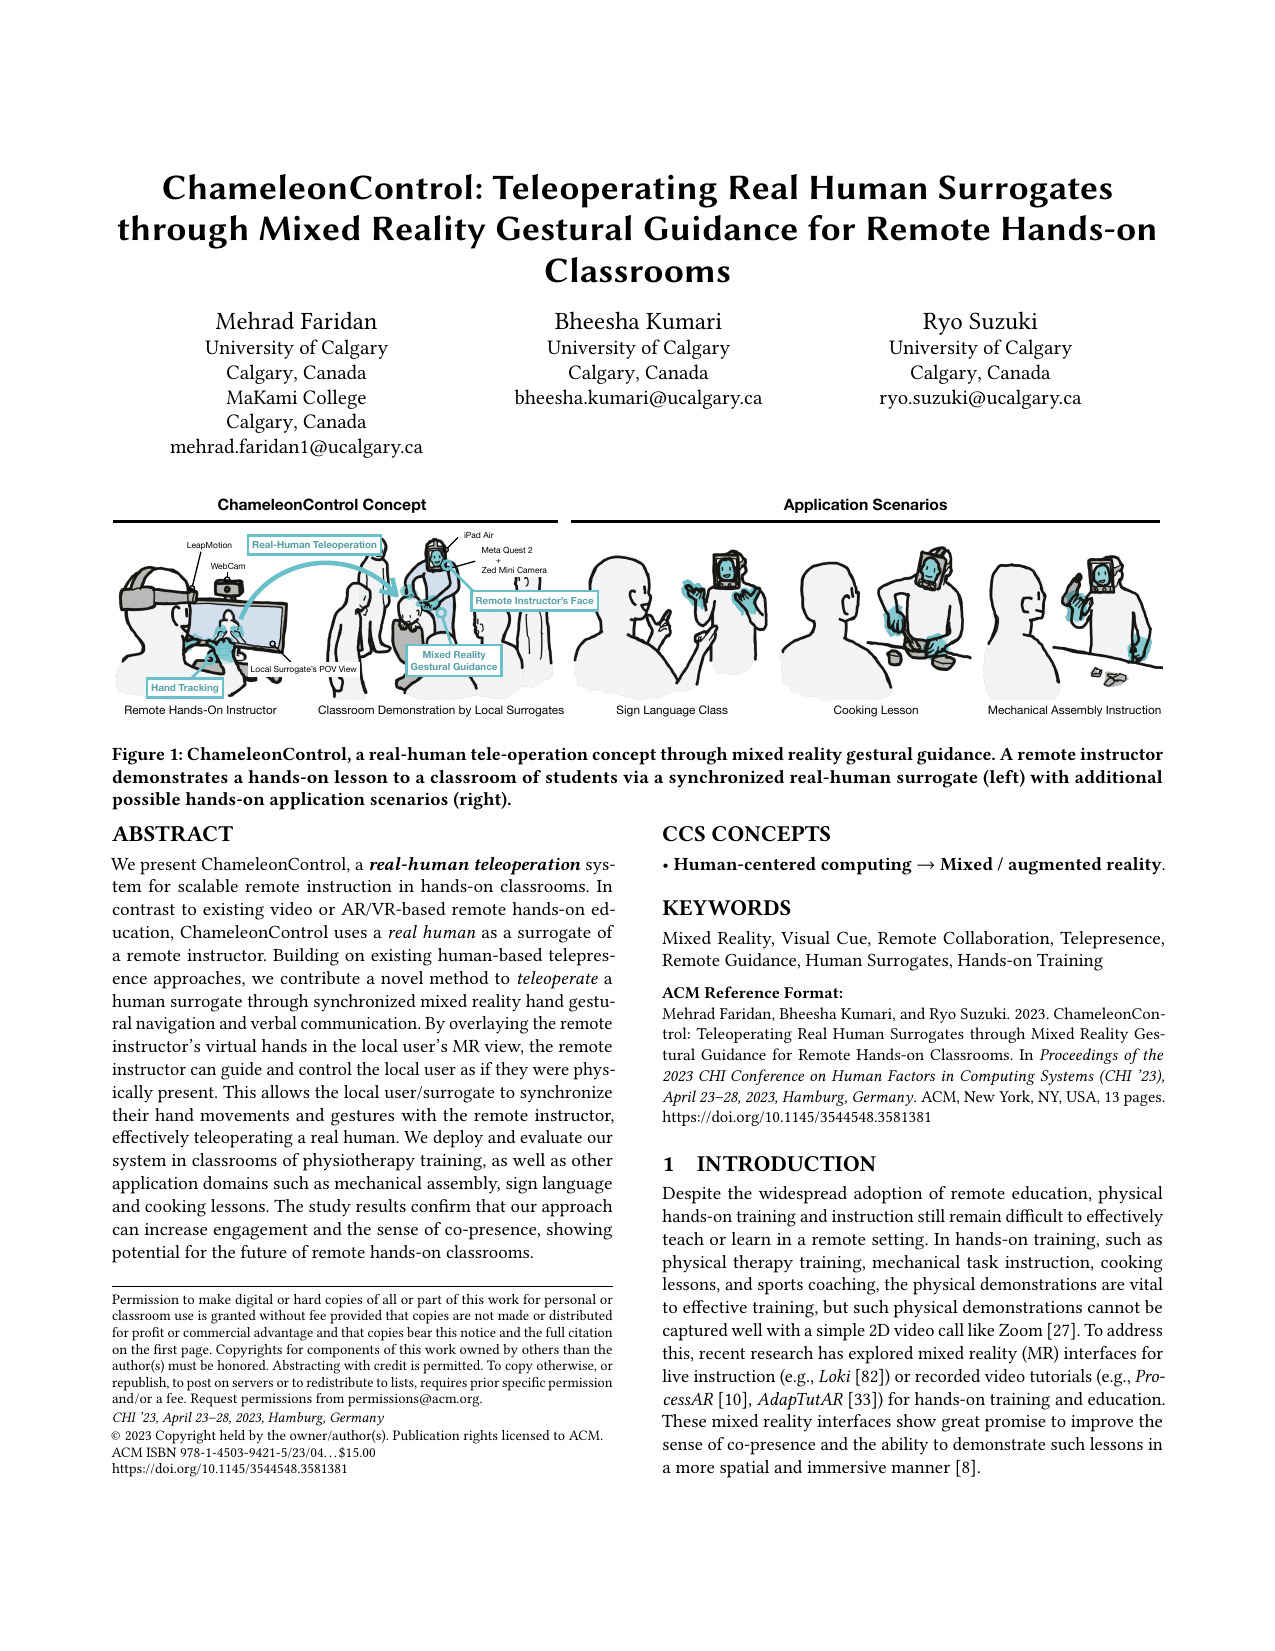 ChameleonControl: Teleoperating Real Human Surrogates
through Mixed Reality Gestural Guidance for Remote Hands-on
Classrooms
Mehrad Faridan
University of Calgary
Calgary, Canada
MaKami College
Calgary, Canada
mehrad.faridan1@ucalgary.ca
Bheesha Kumari
University of Calgary
Calgary, Canada
bheesha.kumari@ucalgary.ca
Ryo Suzuki
University of Calgary
Calgary, Canada
ryo.suzuki@ucalgary.ca
ChameleonControl Concept
LeapMotion
WebCam
Real-Human Teleoperation
iPad Air
Meta Quest 2
+
Zed Mini Camera
Remote Instructor's Face
Mixed Reality
Gestural Guidance
Local Surrogate's POV View
Hand Tracking
Remote Hands-On Instructor
Classroom Demonstration by Local Surrogates
Application Scenarios
Sign Language Class
Cooking Lesson
Mechanical Assembly Instruction
Figure 1: ChameleonControl, a real-human tele-operation concept through mixed reality gestural guidance. A remote instructor
demonstrates a hands-on lesson to a classroom of students via a synchronized real-human surrogate (left) with additional
possible hands-on application scenarios (right).
ABSTRACT
We present ChameleonControl, a real-human teleoperation sys-
tem for scalable remote instruction in hands-on classrooms. In
contrast to existing video or AR/VR-based remote hands-on ed-
ucation, ChameleonControl uses a real human as a surrogate of
a remote instructor. Building on existing human-based telepres-
ence approaches, we contribute a novel method to teleoperate a
human surrogate through synchronized mixed reality hand gestu-
ral navigation and verbal communication. By overlaying the remote
instructor's virtual hands in the local user's MR view, the remote
instructor can guide and control the local user as if they were phys-
ically present. This allows the local user/surrogate to synchronize
their hand movements and gestures with the remote instructor,
effectively teleoperating a real human. We deploy and evaluate our
system in classrooms of physiotherapy training, as well as other
application domains such as mechanical assembly, sign language
and cooking lessons. The study results confirm that our approach
can increase engagement and the sense of co-presence, showing
potential for the future of remote hands-on classrooms.
Permission to make digital or hard copies of all or part of this work for personal or
classroom use is granted without fee provided that copies are not made or distributed
for profit or commercial advantage and that copies bear this notice and the full citation
on the first page. Copyrights for components of this work owned by others than the
author(s) must be honored. Abstracting with credit is permitted. To copy otherwise, or
republish, to post on servers or to redistribute to lists, requires prior specific permission
and/or a fee. Request permissions from permissions@acm.org.
CHI '23, April 23–28, 2023, Hamburg, Germany
© 2023 Copyright held by the owner/author(s). Publication rights licensed to ACM.
ACM ISBN 978-1-4503-9421-5/23/04...$15.00
https://doi.org/10.1145/3544548.3581381
CCS CONCEPTS
• Human-centered computing → Mixed / augmented reality.
KEYWORDS
Mixed Reality, Visual Cue, Remote Collaboration, Telepresence,
Remote Guidance, Human Surrogates, Hands-on Training
ACM Reference Format:
Mehrad Faridan, Bheesha Kumari, and Ryo Suzuki. 2023. ChameleonCon-
trol: Teleoperating Real Human Surrogates through Mixed Reality Ges-
tural Guidance for Remote Hands-on Classrooms. In Proceedings of the
2023 CHI Conference on Human Factors in Computing Systems (CHI '23),
April 23–28, 2023, Hamburg, Germany. ACM, New York, NY, USA, 13 pages.
https://doi.org/10.1145/3544548.3581381
1 INTRODUCTION
Despite the widespread adoption of remote education, physical
hands-on training and instruction still remain difficult to effectively
teach or learn in a remote setting. In hands-on training, such as
physical therapy training, mechanical task instruction, cooking
lessons, and sports coaching, the physical demonstrations are vital
to effective training, but such physical demonstrations cannot be
captured well with a simple 2D video call like Zoom [27]. To address
this, recent research has explored mixed reality (MR) interfaces for
live instruction (e.g., Loki [82]) or recorded video tutorials (e.g., Pro-
cessAR [10], AdapTutAR [33]) for hands-on training and education.
These mixed reality interfaces show great promise to improve the
sense of co-presence and the ability to demonstrate such lessons in
a more spatial and immersive manner [8].